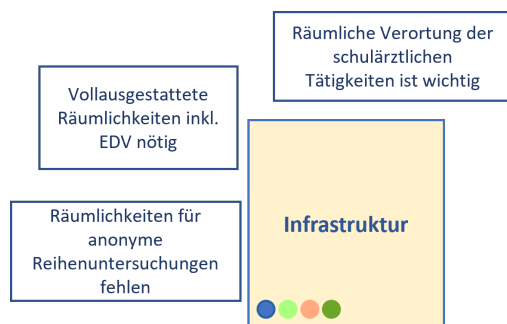 Räumliche Verortung der
schulärztlichen
Tätigkeiten ist wichtig
Vollausgestattete
Räumlichkeiten inkl.
EDV nötig
Räumlichkeiten für
anonyme
Reihenuntersuchungen
fehlen
Infrastruktur